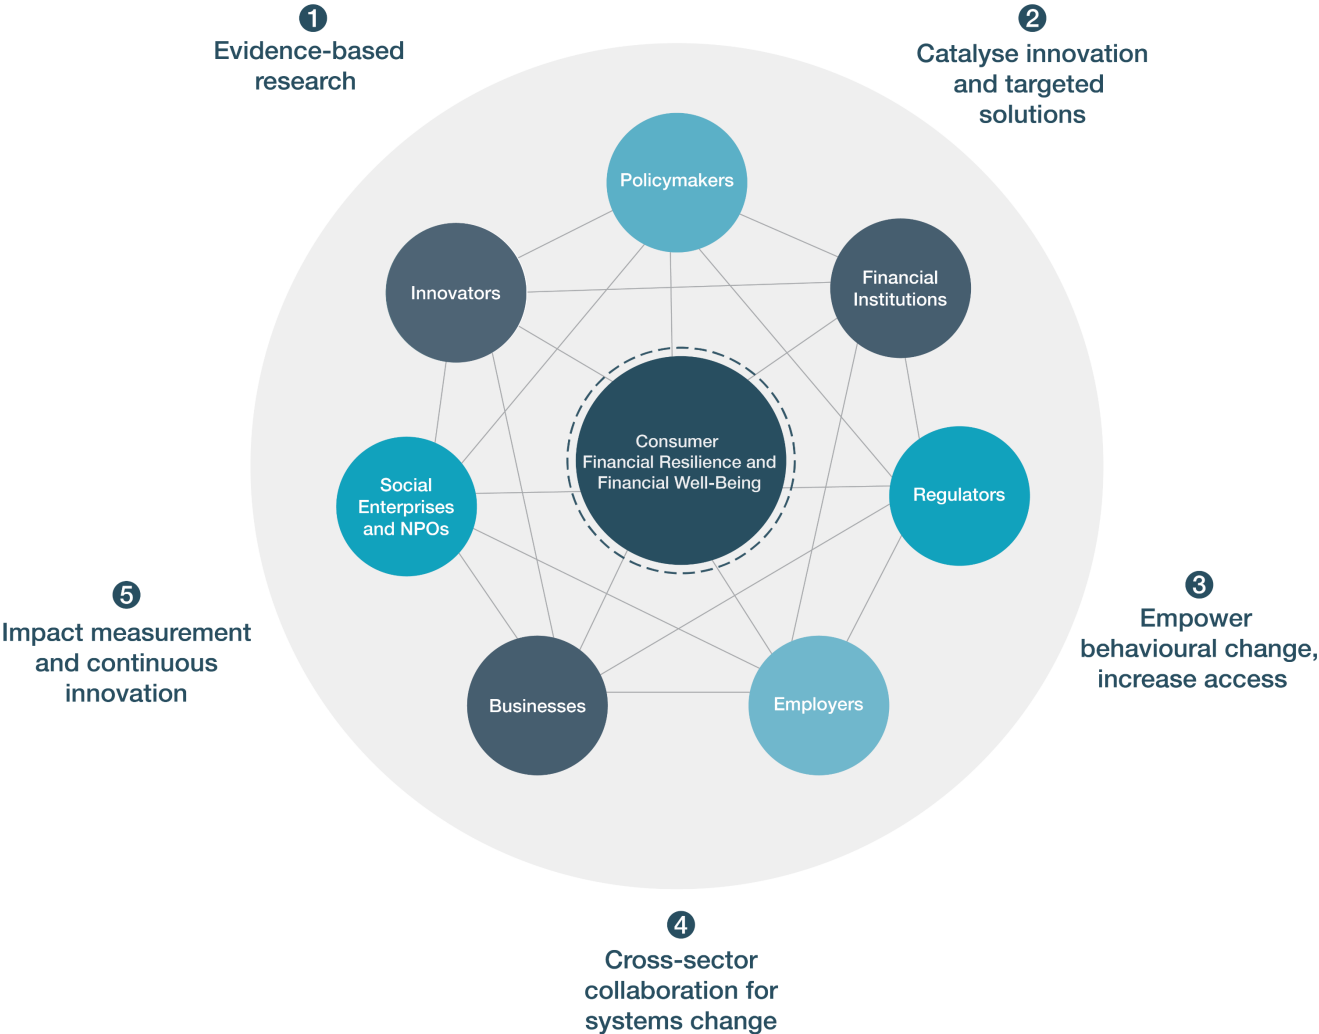 1
Evidence-based
research
2
Catalyse innovation
and targeted
solutions
Policymakers
Innovators
Financial
Institutions
Consumer
Financial Resilience and
Financial Well-Being
Social
Enterprises
and NPOs
Regulators
Businesses
Employers
3
Empower
behavioural change,
increase access
4
Cross-sector
collaboration for
systems change
5
Impact measurement
and continuous
innovation